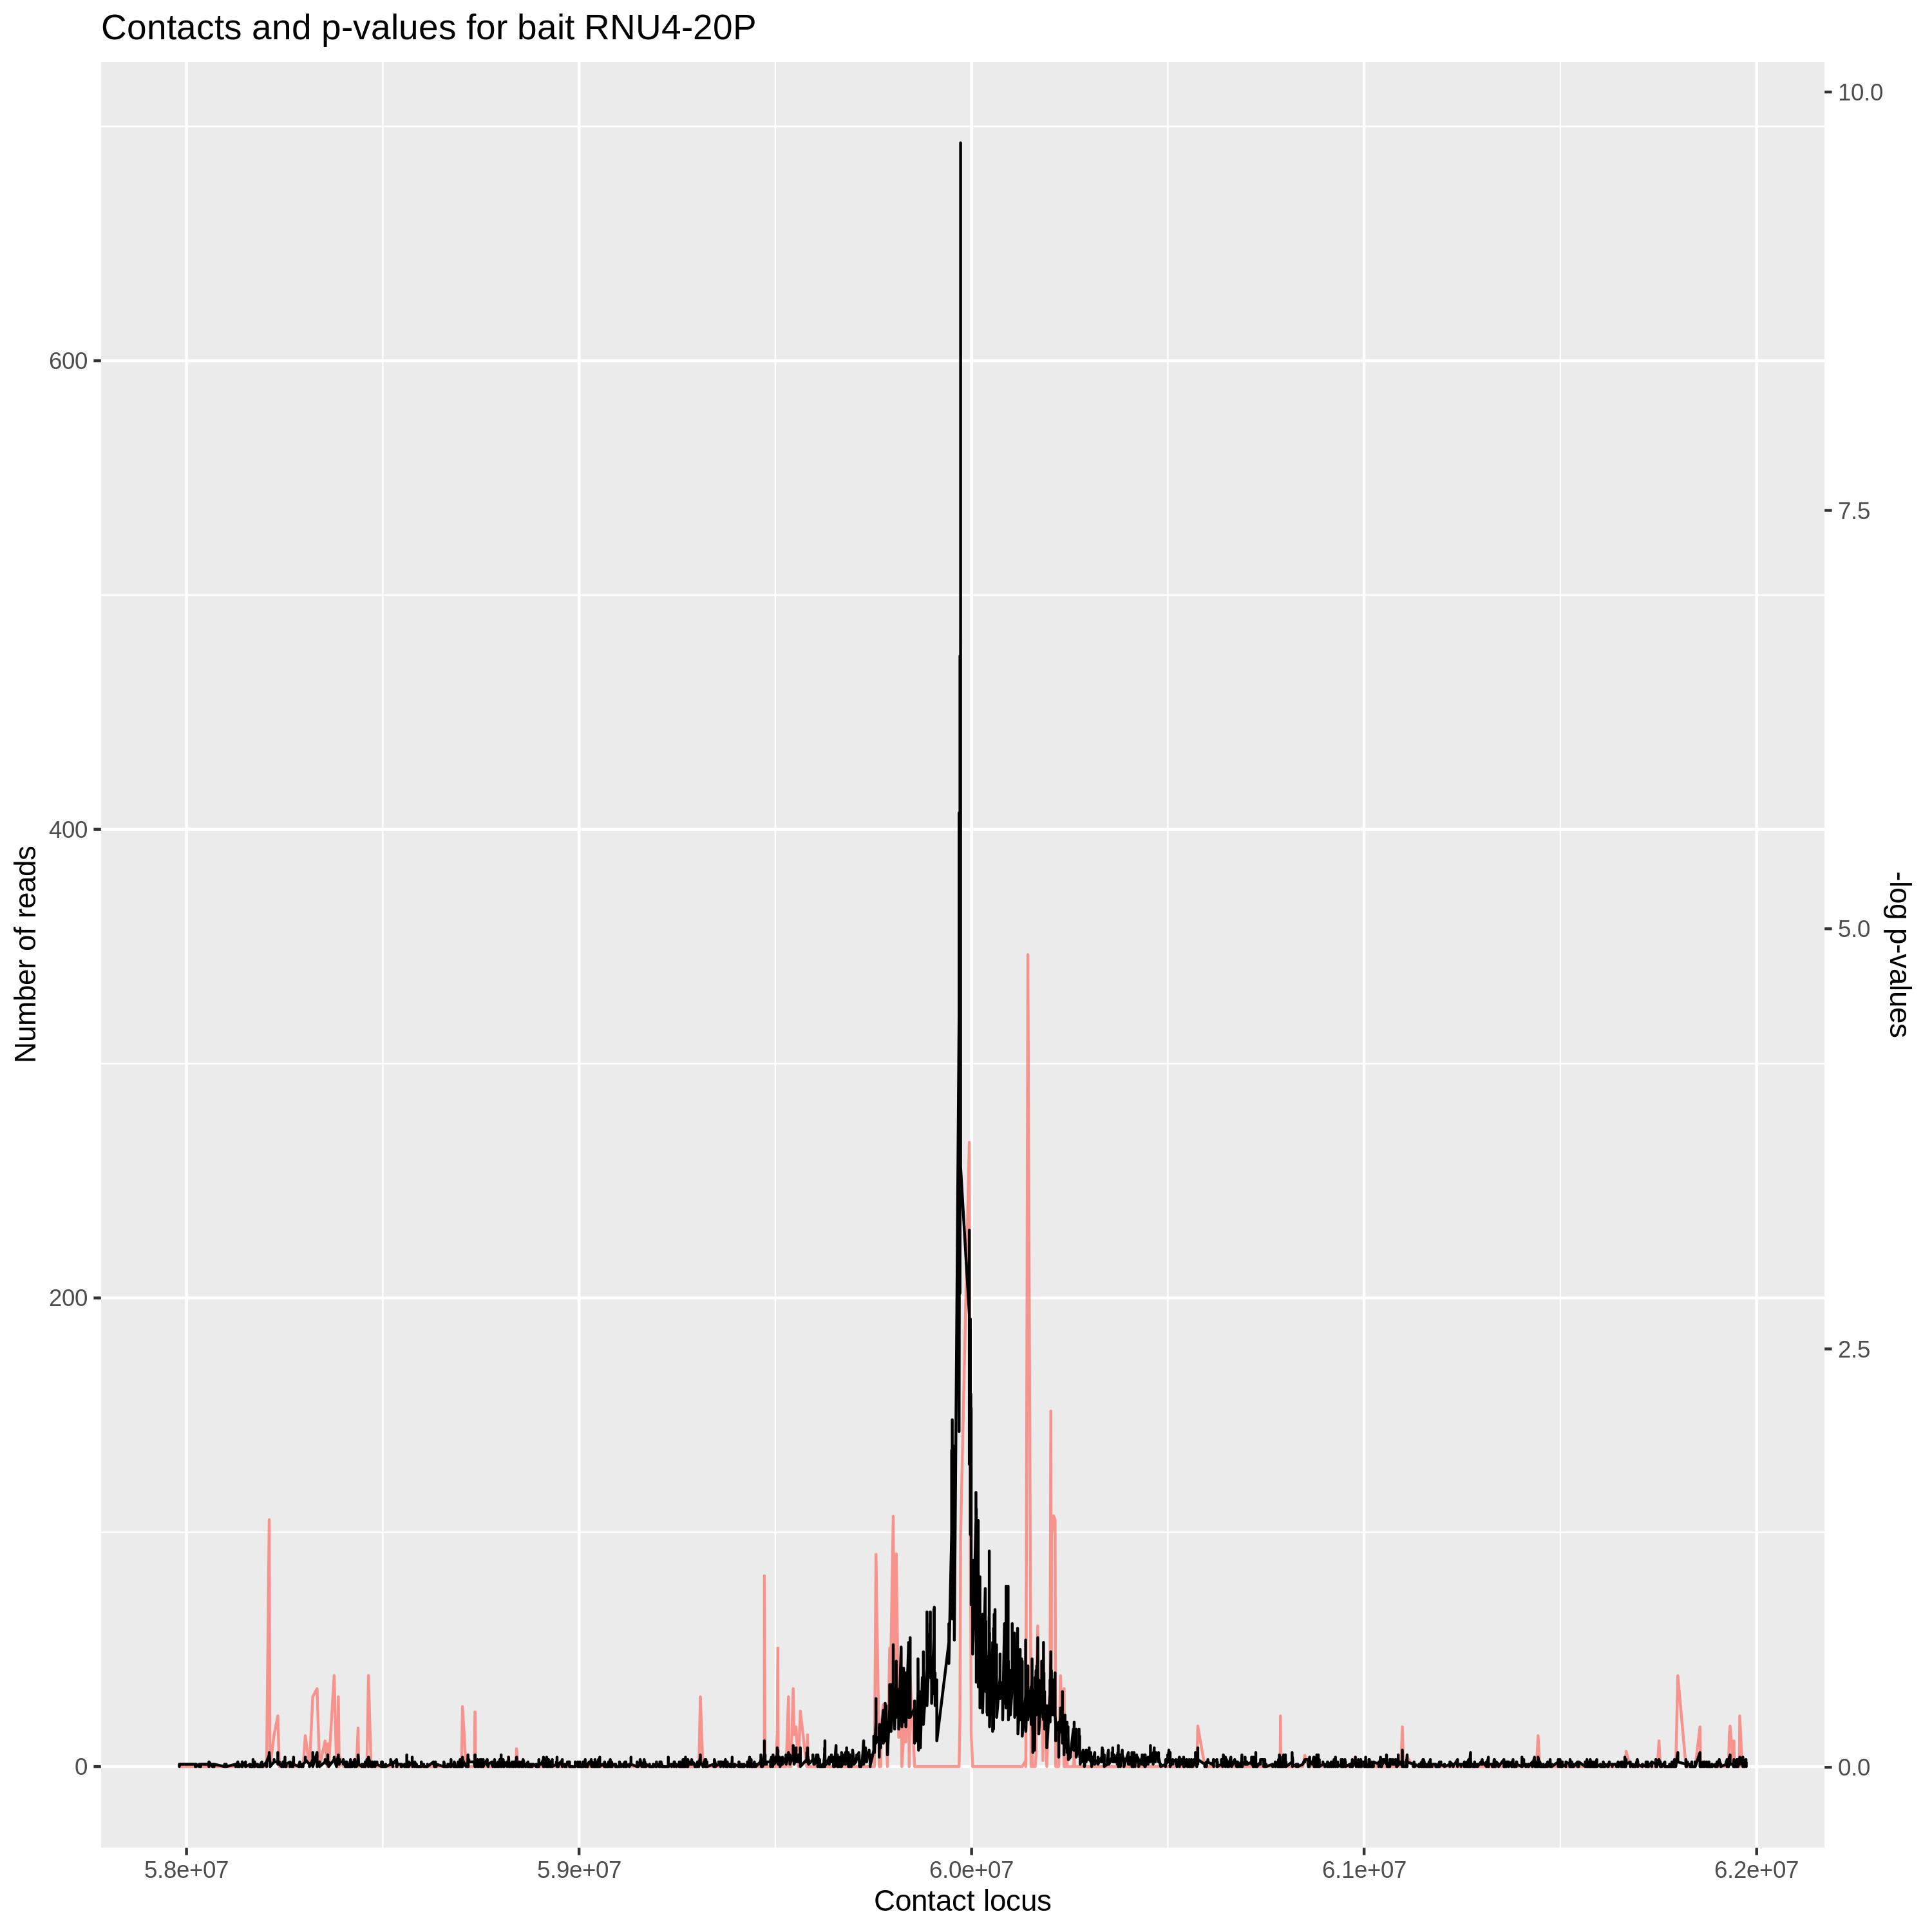 Contacts and p-values for bait RNU4-20P
Number of reads
600
400
200
0
10.0
7.5
5.0
2.5
0.0
-log p-values
5.8e+07
5.9e+07
6.0e+07
6.1e+07
6.2e+07
Contact locus